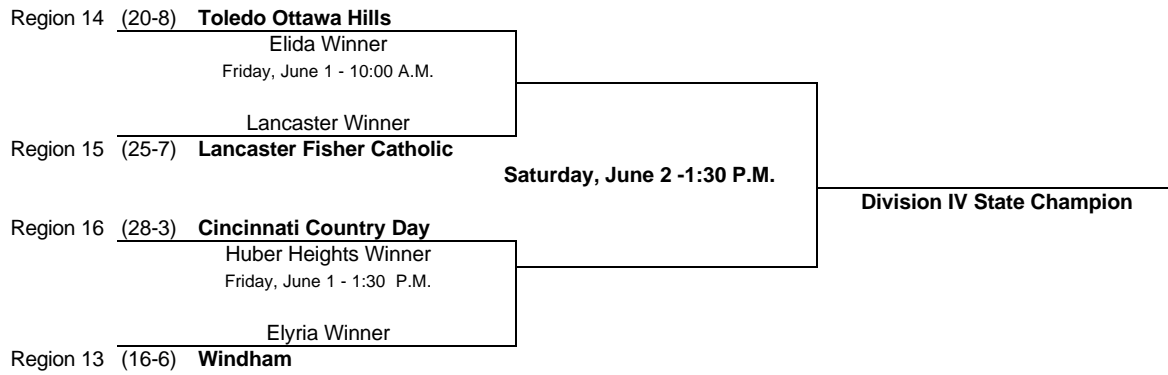 Region 14 (20-8) Toledo Ottawa Hills
Elida Winner
Friday, June 1 - 10:00 A.M.
Lancaster Winner
Region 15 (25-7) Lancaster Fisher Catholic
Saturday, June 2 -1:30 P.M.
Division IV State Champion
Region 16 (28-3) Cincinnati Country Day
Huber Heights Winner
Friday, June 1 - 1:30 P.M.
Elyria Winner
Region 13 (16-6) Windham